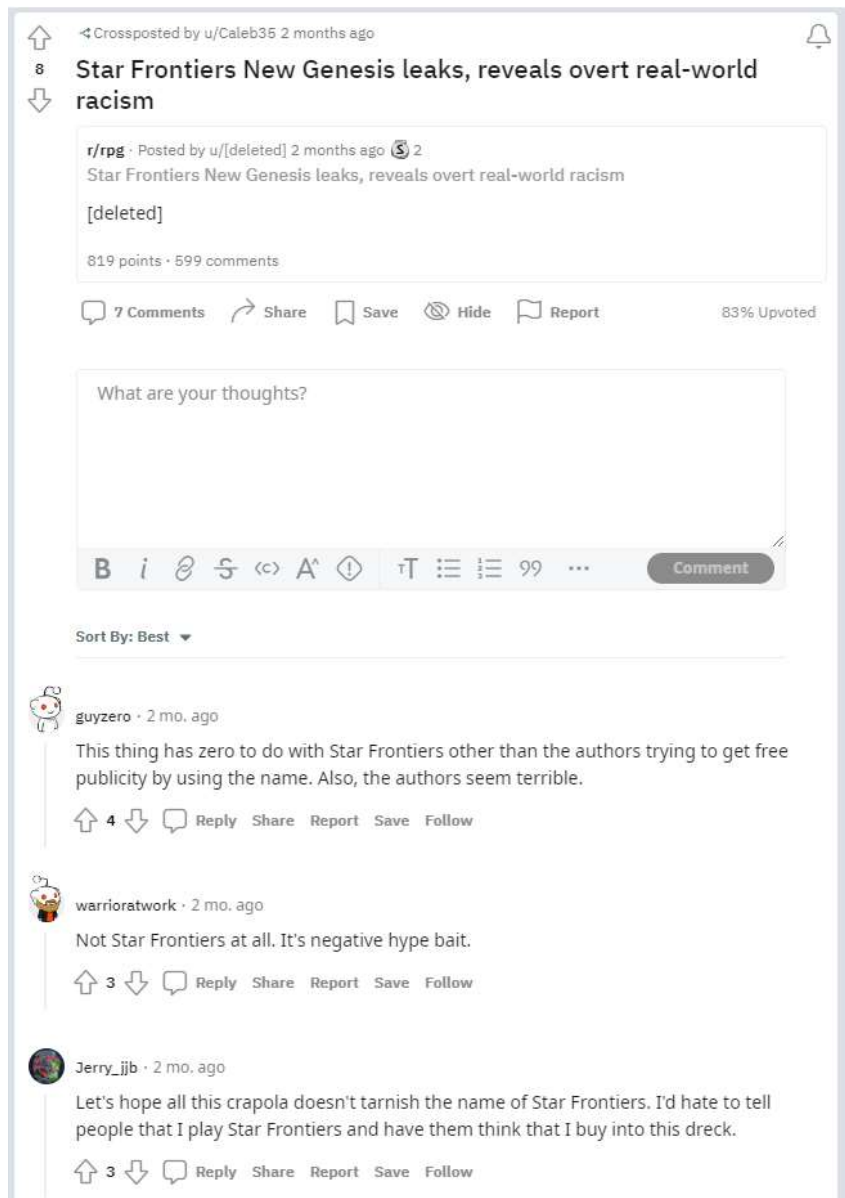 Crossposted by u/Caleb35 2 months ago
8
Star Frontiers New Genesis leaks, reveals overt real-world
racism
r/rpg · Posted by u/[deleted] 2 months ago S 2
Star Frontiers New Genesis leaks, reveals overt real-world racism
[deleted]
819 points · 599 comments
7 Comments Share Save Hide Report 83% Upvoted
What are your thoughts?
B i S <c> A^ ! TT 99 ··· Comment
Sort By: Best
guyzero · 2 mo. ago
This thing has zero to do with Star Frontiers other than the authors trying to get free
publicity by using the name. Also, the authors seem terrible.
4 Reply Share Report Save Follow
warrioratwork · 2 mo. ago
Not Star Frontiers at all. It's negative hype bait.
3 Reply Share Report Save Follow
Jerry_jjb · 2 mo. ago
Let's hope all this crapola doesn't tarnish the name of Star Frontiers. I'd hate to tell
people that I play Star Frontiers and have them think that I buy into this dreck.
3 Reply Share Report Save Follow